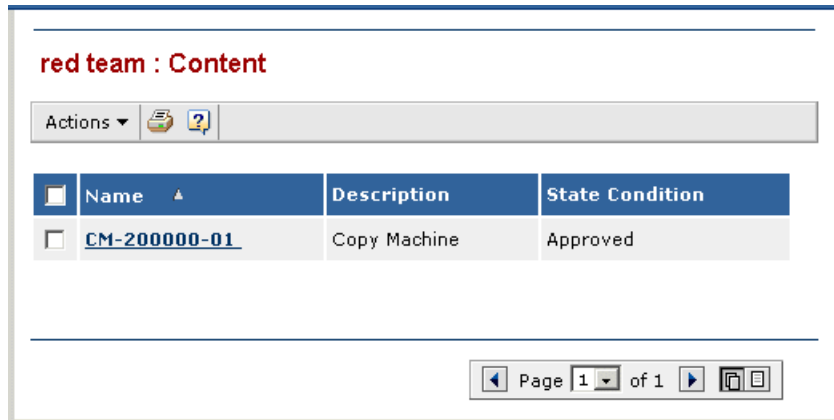 red team : Content
Actions
Name Description State Condition
CM-200000-01 Copy Machine Approved
Page 1 of 1